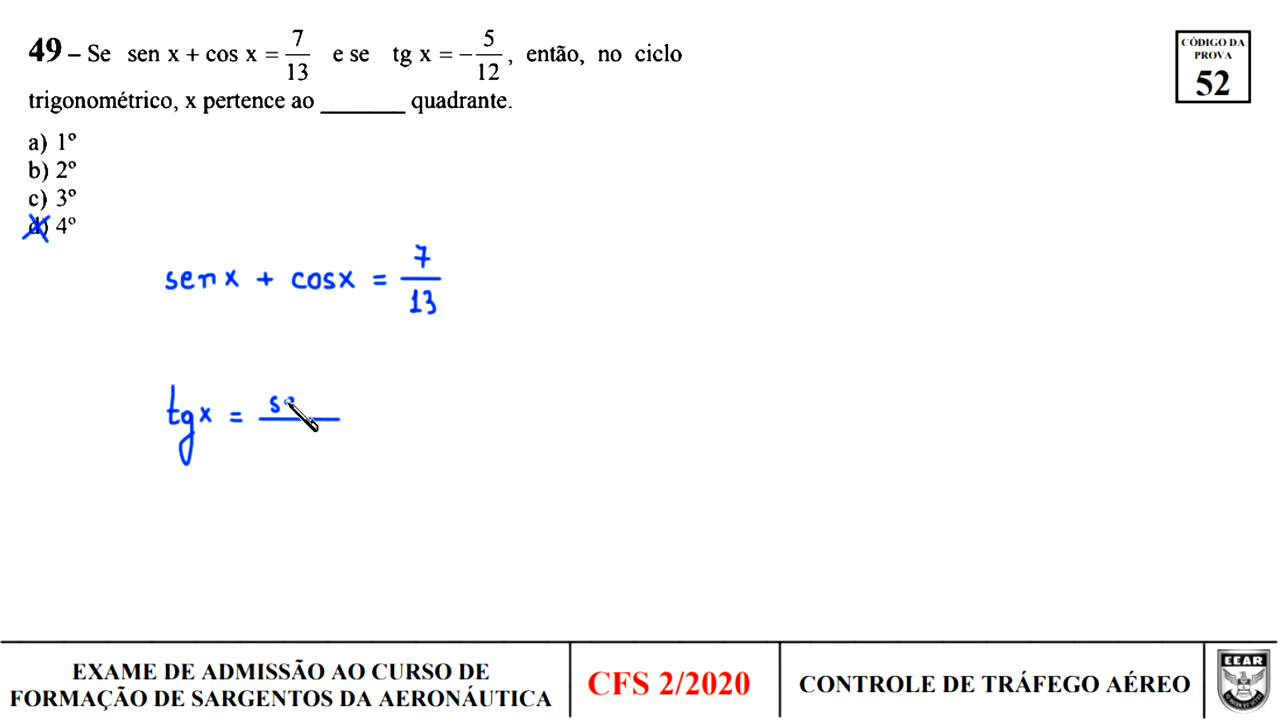 49 – Se sen x + cos x = 7/13 e se tg x = – 5/12, então, no ciclo
trigonométrico, x pertence ao _______ quadrante.
a) 1º
b) 2º
c) 3º
d) 4º
CÓDIGO DA
PROVA
52
sen x + cos x = 7/13
tg x =
EXAME DE ADMISSÃO AO CURSO DE
FORMAÇÃO DE SARGENTOS DA AERONÁUTICA
CFS 2/2020
CONTROLE DE TRÁFEGO AÉREO
EEAR